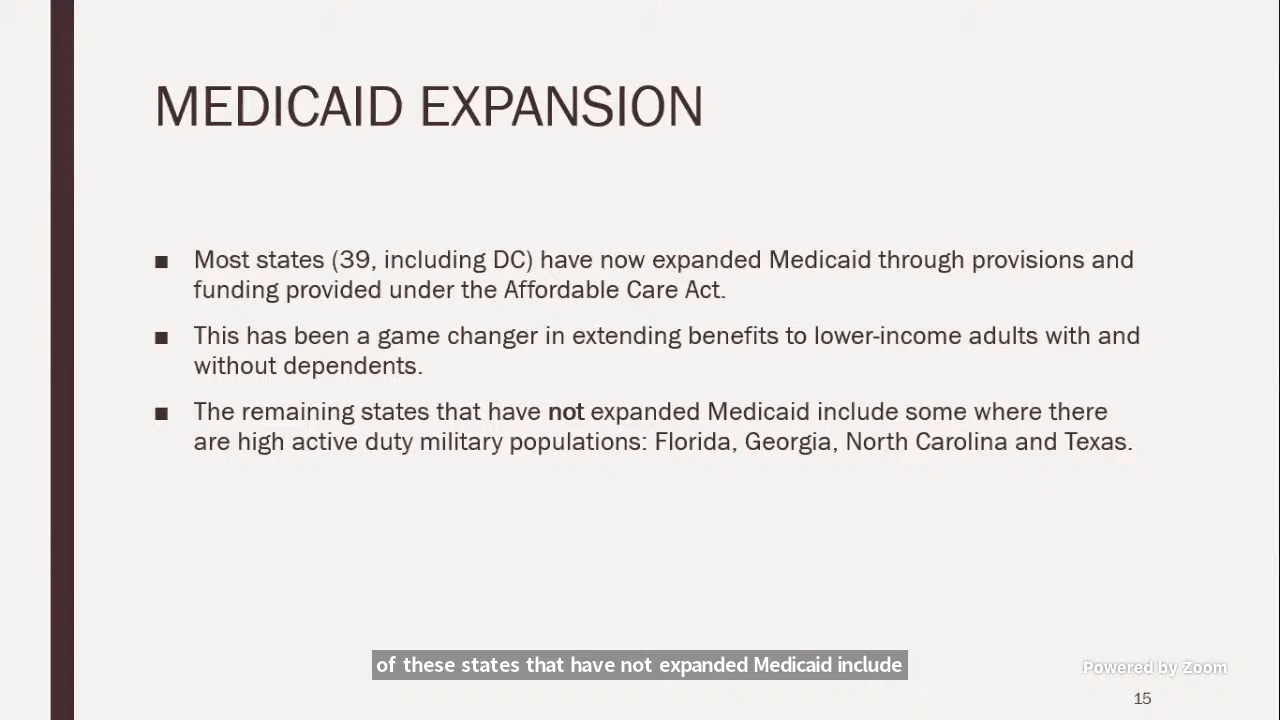 MEDICAID EXPANSION
■ Most states (39, including DC) have now expanded Medicaid through provisions and
funding provided under the Affordable Care Act.
■ This has been a game changer in extending benefits to lower-income adults with and
without dependents.
■ The remaining states that have not expanded Medicaid include some where there
are high active duty military populations: Florida, Georgia, North Carolina and Texas.
of these states that have not expanded Medicaid include
Powered by Zoom
15